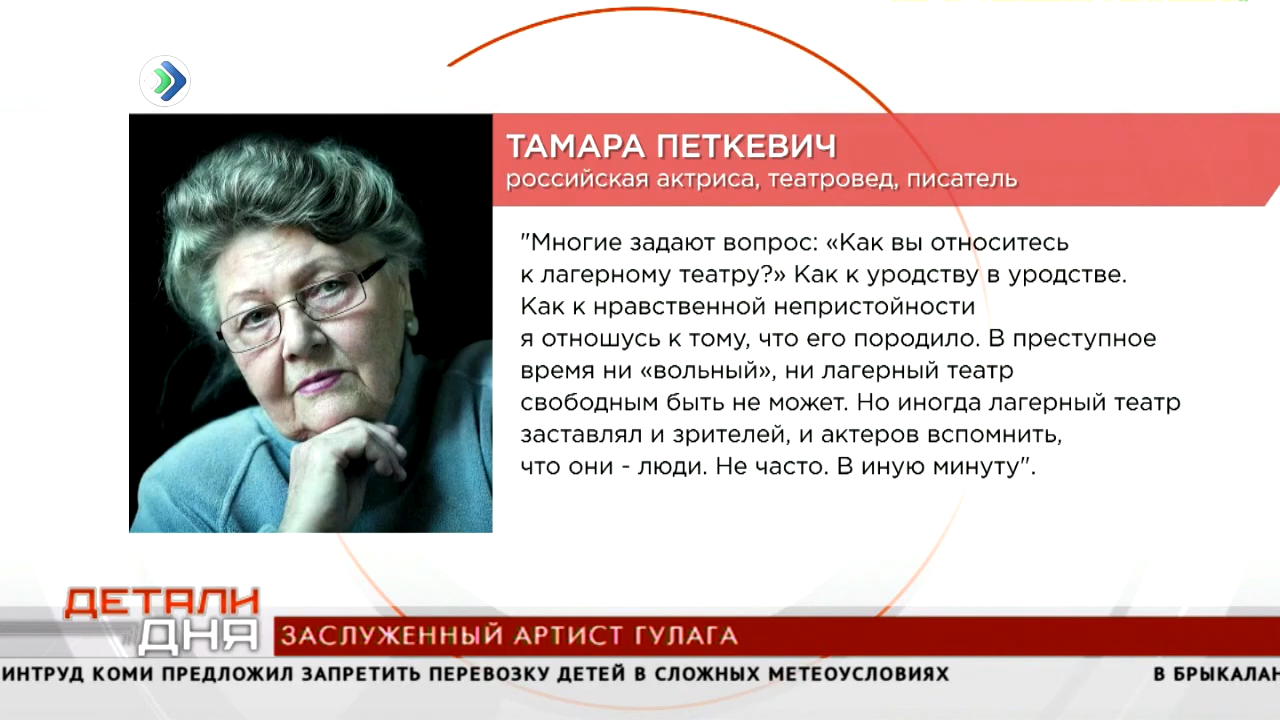 ТАМАРА ПЕТКЕВИЧ
российская актриса, театровед, писатель
"Многие задают вопрос: «Как вы относитесь
к лагерному театру?» Как к уродству в уродстве.
Как к нравственной непристойности
я отношусь к тому, что его породило. В преступное
время ни «вольный», ни лагерный театр
свободным быть не может. Но иногда лагерный театр
заставлял и зрителей, и актеров вспомнить,
что они - люди. Не часто. В иную минуту".
ДЕТАЛИ
ДНЯ
ЗАСЛУЖЕННЫЙ АРТИСТ ГУЛАГА
ИНТРУД КОМИ ПРЕДЛОЖИЛ ЗАПРЕТИТЬ ПЕРЕВОЗКУ ДЕТЕЙ В СЛОЖНЫХ МЕТЕОУСЛОВИЯХ В БРЫКАЛАН